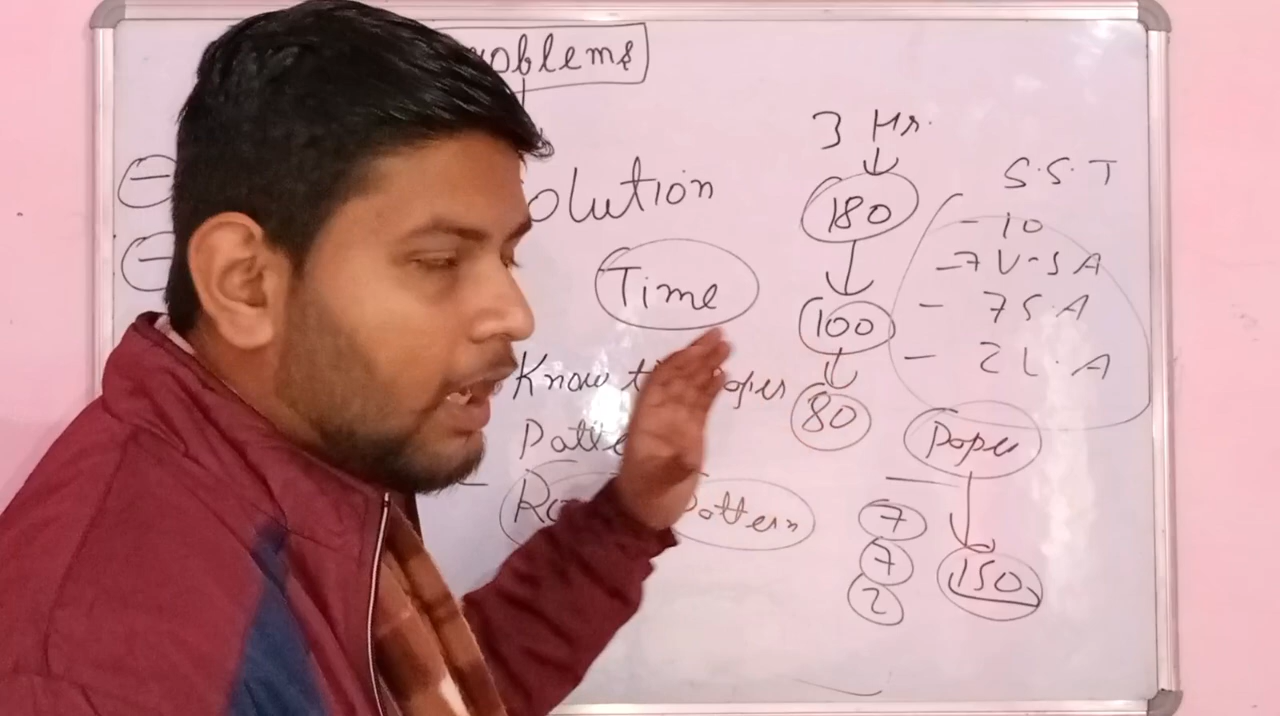 oblems
olution
Time
Know t
Patte
Pattern
3 Hr.
180
100
80
S.S.T
- 10
- 7 V-S A
- 7 S.A
- 2 L.A
7
7
2
150